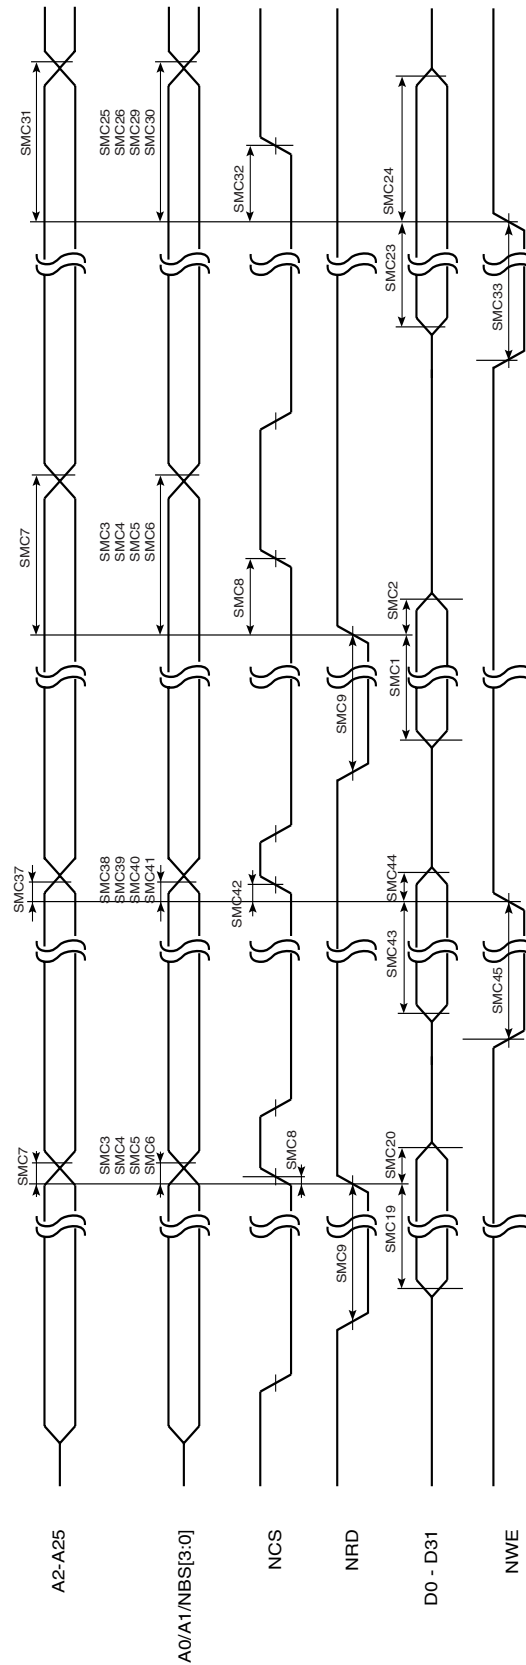 A2-A25
SMC7
SMC37
SMC7
SMC31
A0/A1/NBS[3:0]
SMC3
SMC4
SMC5
SMC6
SMC38
SMC39
SMC40
SMC41
SMC3
SMC4
SMC5
SMC6
SMC25
SMC26
SMC29
SMC30
NCS
SMC8
SMC42
SMC8
SMC32
NRD
SMC9
SMC9
D0 - D31
SMC19
SMC20
SMC43
SMC44
SMC1
SMC2
SMC23
SMC24
NWE
SMC45
SMC33